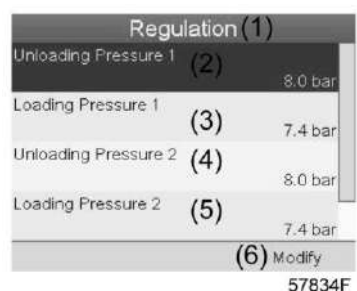 Regulation (1)
Unloading Pressure 1 (2)
8.0 bar
Loading Pressure 1 (3)
7.4 bar
Unloading Pressure 2 (4)
8.0 bar
Loading Pressure 2 (5)
7.4 bar
(6) Modify
57834F